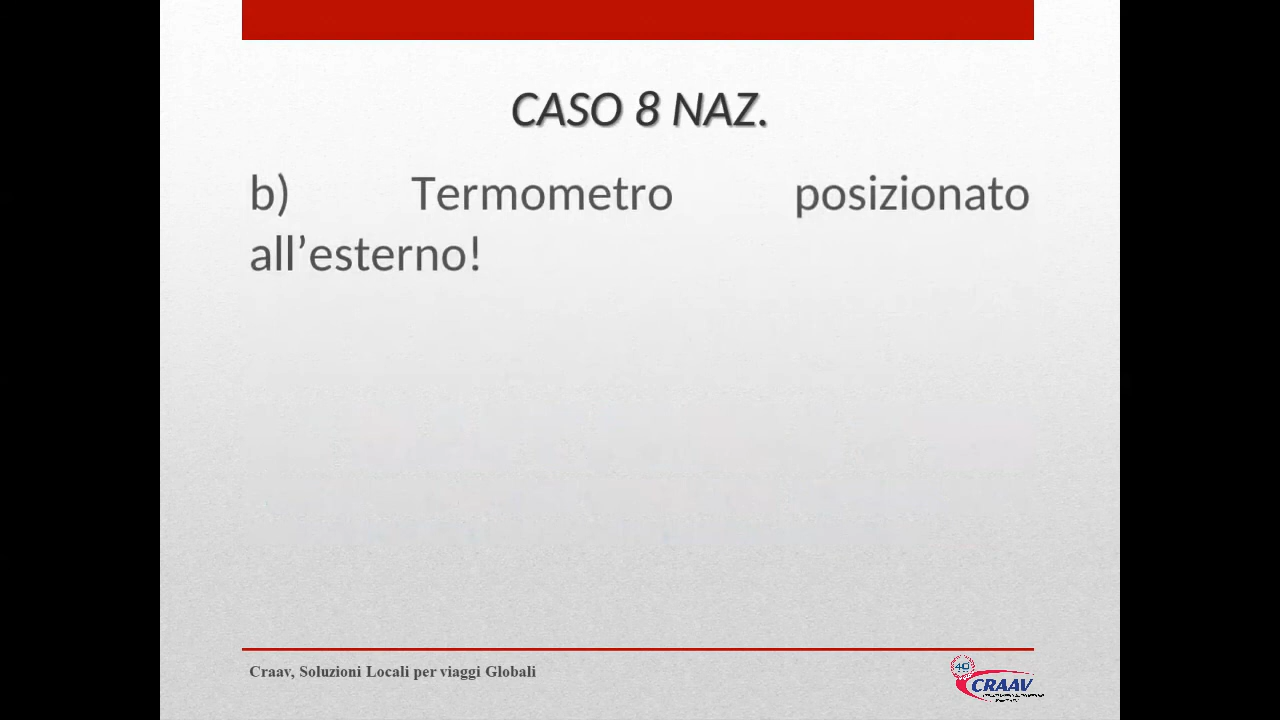 CASO 8 NAZ.
b) Termometro posizionato
all’esterno!
Craav, Soluzioni Locali per viaggi Globali
40
CRAAV